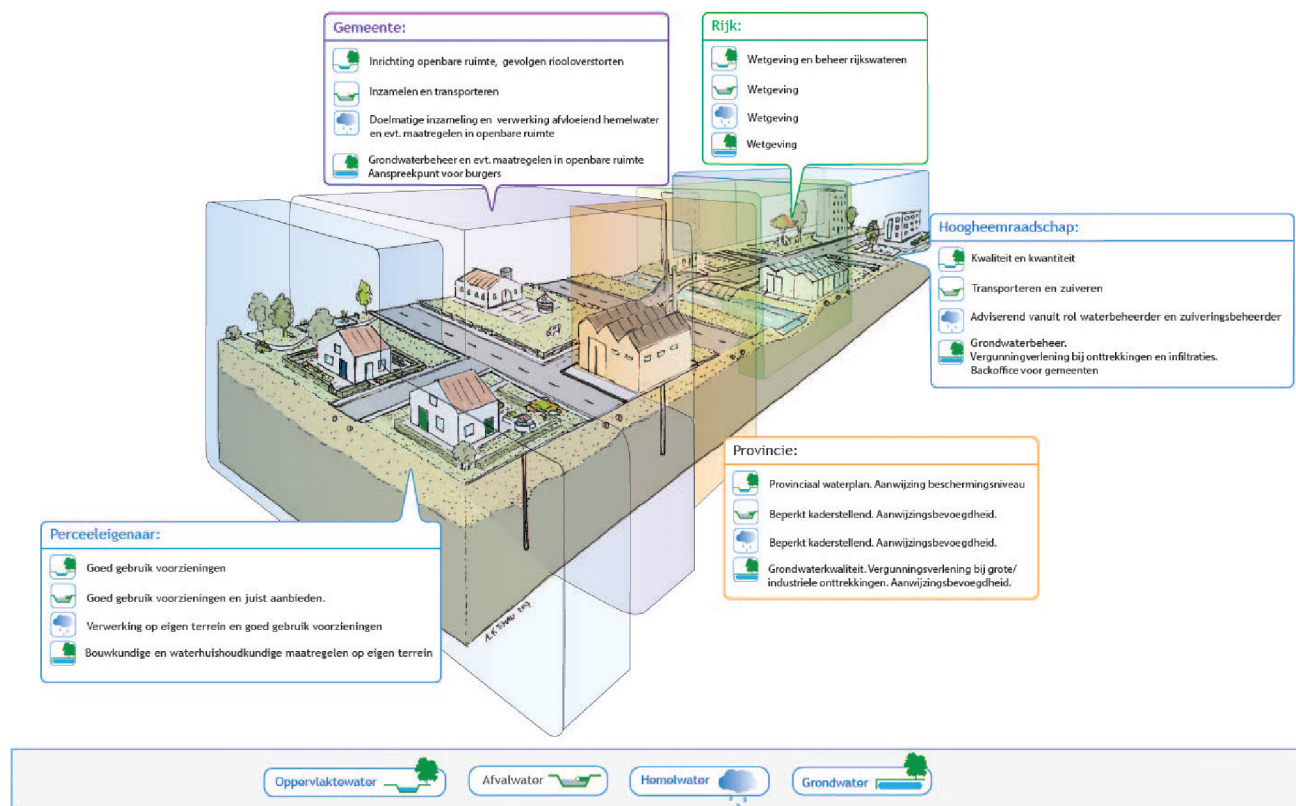 Gemeente:
Inrichting openbare ruimte, gevolgen riooloverstorten
Inzamelen en transporteren
Doelmatige inzameling en verwerking afvloeiend hemelwater
en evt. maatregelen in openbare ruimte
Grondwaterbeheer en evt. maatregelen in openbare ruimte
Aanspreekpunt voor burgers
Rijk:
Wetgeving en beheer rijkswateren
Wetgeving
Wetgeving
Wetgeving
Hoogheemraadschap:
Kwaliteit en kwantiteit
Transporteren en zuiveren
Adviserend vanuit rol waterbeheerder en zuiveringsbeheerder
Grondwaterbeheer.
Vergunningverlening bij onttrekkingen en infiltraties.
Backoffice voor gemeenten
Provincie:
Provinciaal waterplan. Aanwijzing beschermingsniveau
Beperkt kaderstellend. Aanwijzingsbevoegdheid.
Beperkt kaderstellend. Aanwijzingsbevoegdheid.
Grondwaterkwaliteit. Vergunningsverlening bij grote/
industriele onttrekkingen. Aanwijzingsbevoegdheid.
Perceeleigenaar:
Goed gebruik voorzieningen
Goed gebruik voorzieningen en juist aanbieden.
Verwerking op eigen terrein en goed gebruik voorzieningen
Bouwkundige en waterhuishoudkundige maatregelen op eigen terrein
Oppervlaktewater
Afvalwater
Hemelwater
Grondwater